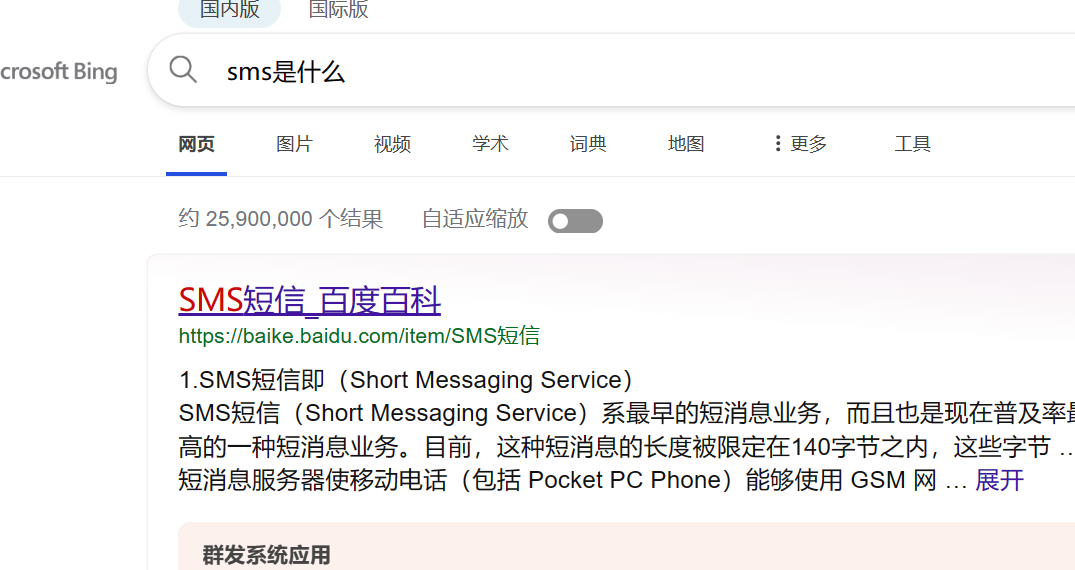 国内版 国际版
crosoft Bing
sms是什么
网页 图片 视频 学术 词典 地图 更多 工具
约 25,900,000 个结果 自适应缩放
SMS短信_百度百科
https://baike.baidu.com/item/SMS短信
1.SMS短信即（Short Messaging Service）
SMS短信（Short Messaging Service）系最早的短消息业务，而且也是现在普及率最
高的一种短消息业务。目前，这种短消息的长度被限定在140字节之内，这些字节 …
短消息服务器使移动电话（包括 Pocket PC Phone）能够使用 GSM 网 … 展开
群发系统应用